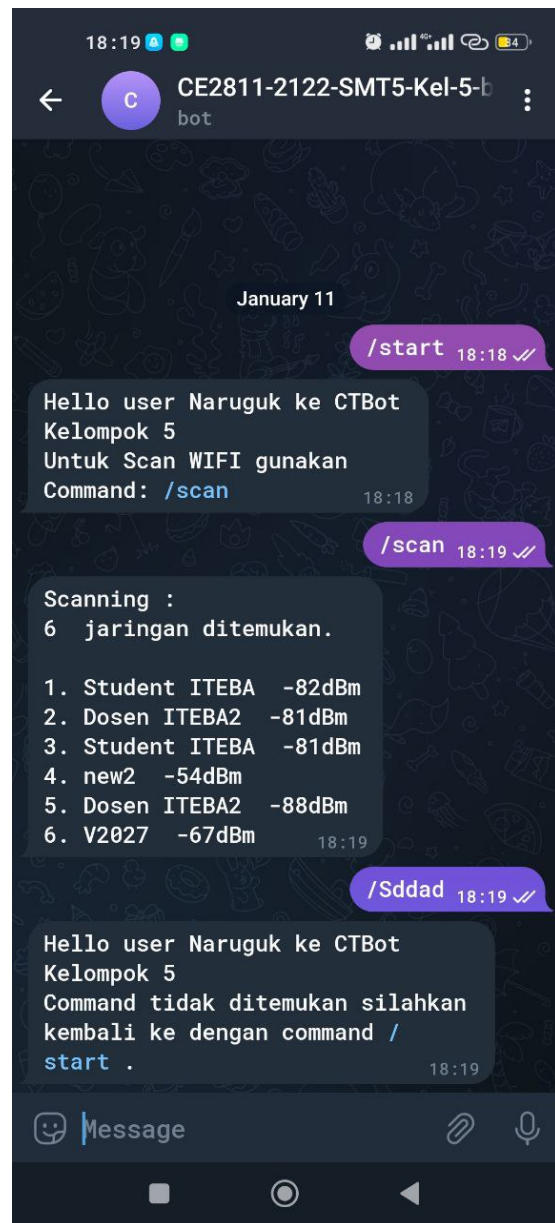 18:19
4G+
84
C
CE2811-2122-SMT5-Kel-5-b
bot
January 11
/start 18:18
Hello user Naruguk ke CTBot
Kelompok 5
Untuk Scan WIFI gunakan
Command: /scan
18:18
/scan 18:19
Scanning :
6 jaringan ditemukan.
1. Student ITEBA -82dBm
2. Dosen ITEBA2 -81dBm
3. Student ITEBA -81dBm
4. new2 -54dBm
5. Dosen ITEBA2 -88dBm
6. V2027 -67dBm
18:19
/Sddad 18:19
Hello user Naruguk ke CTBot
Kelompok 5
Command tidak ditemukan silahkan
kembali ke dengan command /
start .
18:19
Message